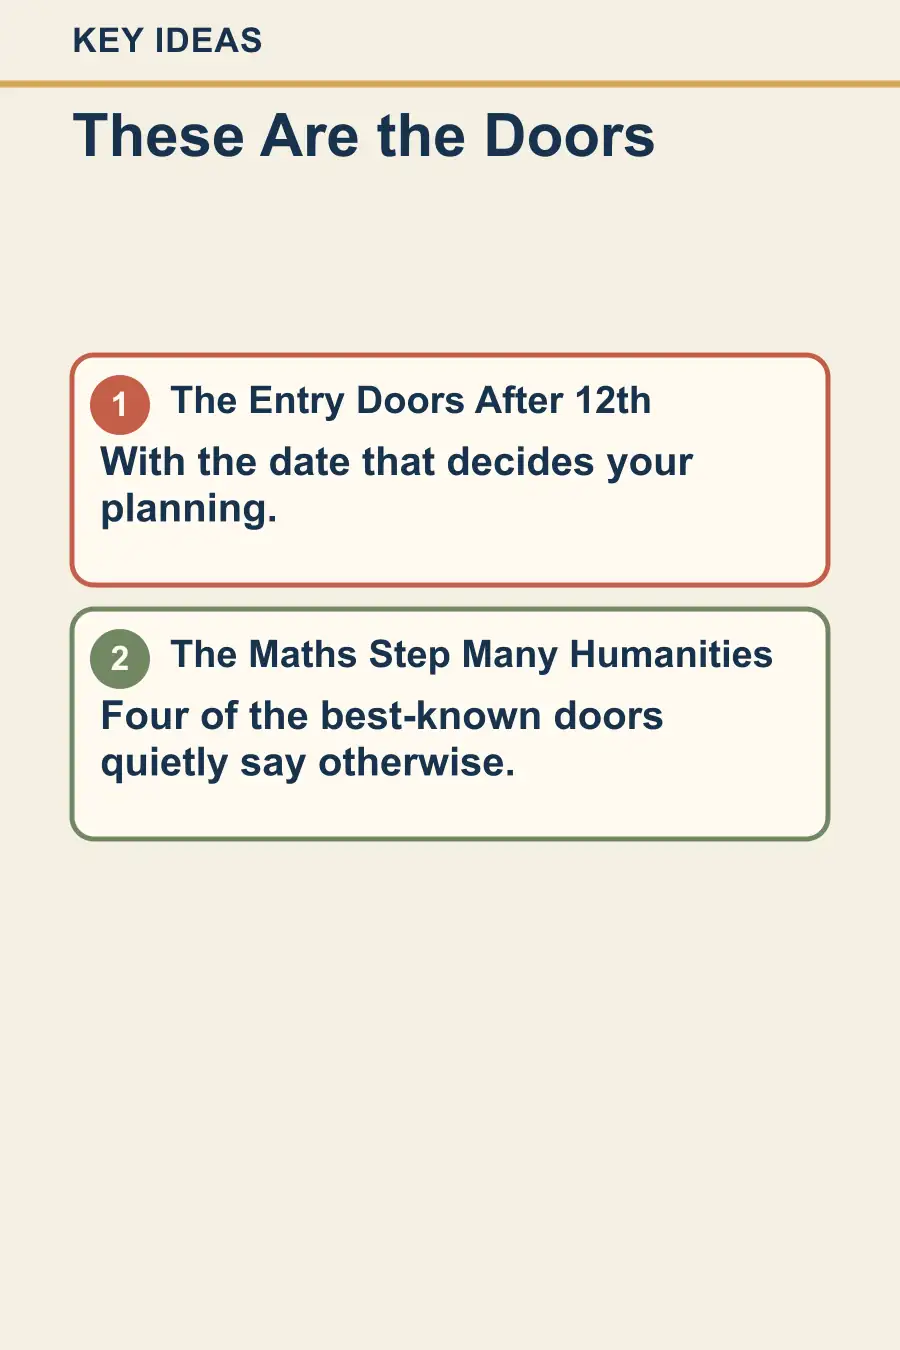 KEY IDEAS
These Are the Doors
1 The Entry Doors After 12th
With the date that decides your
planning.
2 The Maths Step Many Humanities
Four of the best-known doors
quietly say otherwise.